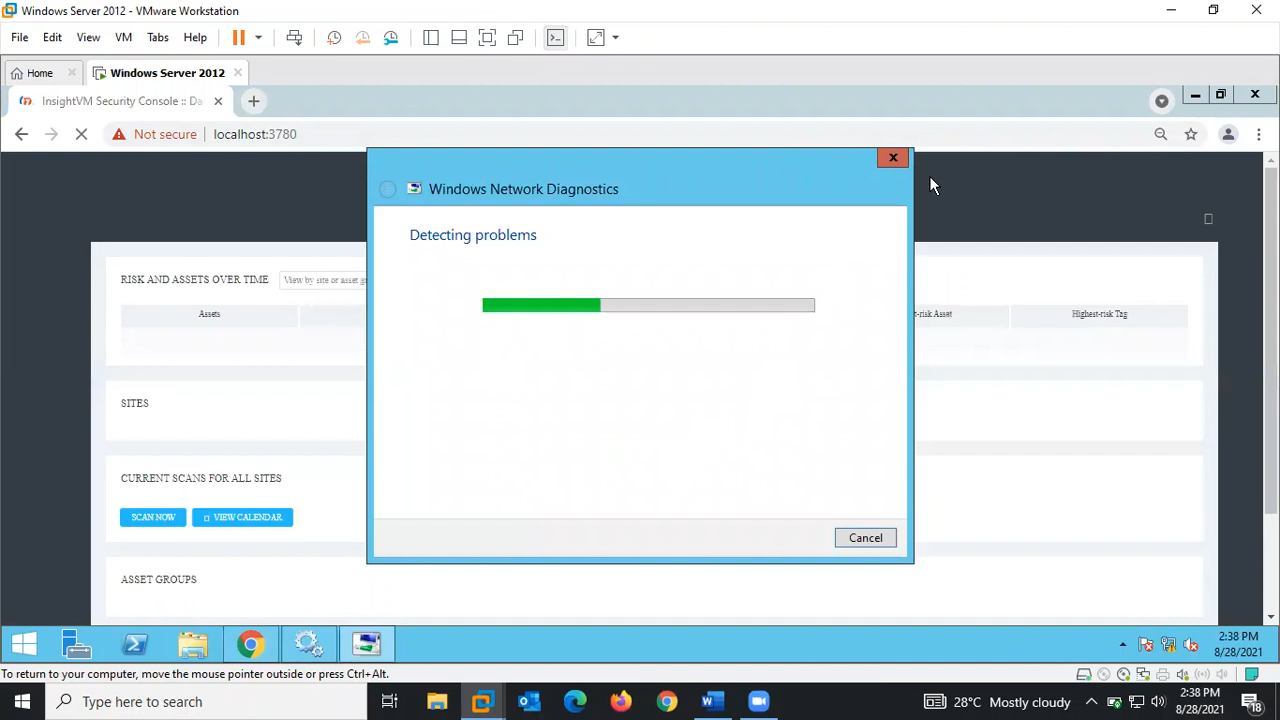 Windows Server 2012 - VMware Workstation
File Edit View VM Tabs Help
Home Windows Server 2012
InsightVM Security Console :: Da
Not secure localhost:3780
Windows Network Diagnostics
Detecting problems
RISK AND ASSETS OVER TIME View by site or asset gr
Assets -risk Asset Highest-risk Tag
SITES
CURRENT SCANS FOR ALL SITES
SCAN NOW VIEW CALENDAR
Cancel
ASSET GROUPS
2:38 PM
8/28/2021
To return to your computer, move the mouse pointer outside or press Ctrl+Alt.
Type here to search
28°C Mostly cloudy
2:38 PM
8/28/2021
18